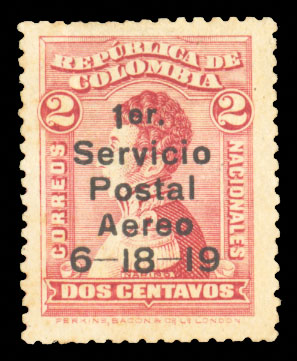 REPÚBLICA DE
COLOMBIA
2 2
CORREOS
NACIONALES
1er.
Servicio
Postal
Aereo
6-18-19
DOS CENTAVOS
PERKINS, BACON & Co LD LONDON.